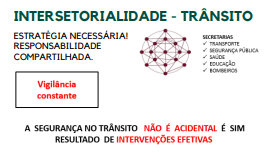 INTERSETORIALIDADE - TRÂNSITO
ESTRATÉGIA NECESSÁRIA!
RESPONSABILIDADE
COMPARTILHADA.
SECRETARIAS
✓ TRANSPORTE
✓ SEGURANÇA PÚBLICA
✓ SAÚDE
✓ EDUCAÇÃO
✓ BOMBEIROS
Vigilância
constante
A SEGURANÇA NO TRÂNSITO NÃO É ACIDENTAL É SIM
RESULTADO DE INTERVENÇÕES EFETIVAS